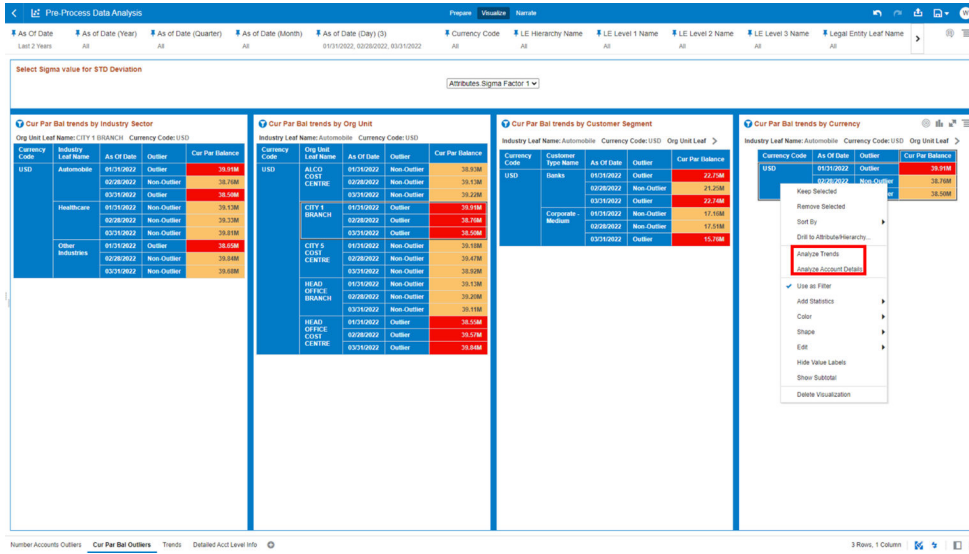 Pre-Process Data Analysis
Prepare Visualize Narrate
As Of Date As of Date (Year) As of Date (Quarter) As of Date (Month) As of Date (Day) (3) Currency Code LE Hierarchy Name LE Level 1 Name LE Level 2 Name LE Level 3 Name Legal Entity Leaf Name
Last 2 Years All All All 01/31/2022, 02/28/2022, 03/31/2022 All All All All All All
Select Sigma value for STD Deviation
Attributes.Sigma Factor 1
Cur Par Bal trends by Industry Sector
Org Unit Leaf Name: CITY 1 BRANCH Currency Code: USD
Currency Code Industry Leaf Name As Of Date Outlier Cur Par Balance
USD Automobile 01/31/2022 Outlier 39.91M
02/28/2022 Non-Outlier 38.76M
03/31/2022 Outlier 38.50M
Healthcare 01/31/2022 Non-Outlier 39.13M
02/28/2022 Non-Outlier 39.33M
03/31/2022 Non-Outlier 39.81M
Other Industries 01/31/2022 Outlier 38.65M
02/28/2022 Non-Outlier 39.84M
03/31/2022 Non-Outlier 39.68M
Cur Par Bal trends by Org Unit
Industry Leaf Name: Automobile Currency Code: USD
Currency Code Org Unit Leaf Name As Of Date Outlier Cur Par Balance
USD ALCO COST CENTRE 01/31/2022 Non-Outlier 38.93M
02/28/2022 Non-Outlier 39.13M
03/31/2022 Non-Outlier 39.22M
CITY 1 BRANCH 01/31/2022 Outlier 39.91M
02/28/2022 Outlier 38.76M
03/31/2022 Outlier 38.50M
CITY 5 COST CENTRE 01/31/2022 Non-Outlier 39.18M
02/28/2022 Non-Outlier 39.47M
03/31/2022 Non-Outlier 38.92M
HEAD OFFICE BRANCH 01/31/2022 Non-Outlier 39.13M
02/28/2022 Non-Outlier 39.20M
03/31/2022 Non-Outlier 39.11M
HEAD OFFICE COST CENTRE 01/31/2022 Outlier 38.55M
02/28/2022 Outlier 39.57M
03/31/2022 Outlier 39.84M
Cur Par Bal trends by Customer Segment
Industry Leaf Name: Automobile Currency Code: USD Org Unit Leaf
Currency Code Customer Type Name As Of Date Outlier Cur Par Balance
USD Banks 01/31/2022 Outlier 22.75M
02/28/2022 Non-Outlier 21.25M
03/31/2022 Outlier 22.74M
Corporate - Medium 01/31/2022 Non-Outlier 17.16M
02/28/2022 Non-Outlier 17.51M
03/31/2022 Outlier 15.76M
Cur Par Bal trends by Currency
Industry Leaf Name: Automobile Currency Code: USD Org Unit Leaf
Currency Code As Of Date Outlier Cur Par Balance
USD 01/31/2022 Outlier 39.91M
02/28/2022 Non-Outlier 38.76M
38.50M
Keep Selected
Remove Selected
Sort By
Drill to Attribute/Hierarchy...
Analyze Trends
Analyze Account Details
Use as Filter
Add Statistics
Color
Shape
Edit
Hide Value Labels
Show Subtotal
Delete Visualization
Number Accounts Outliers Cur Par Bal Outliers Trends Detailed Acct Level Info
3 Rows, 1 Column